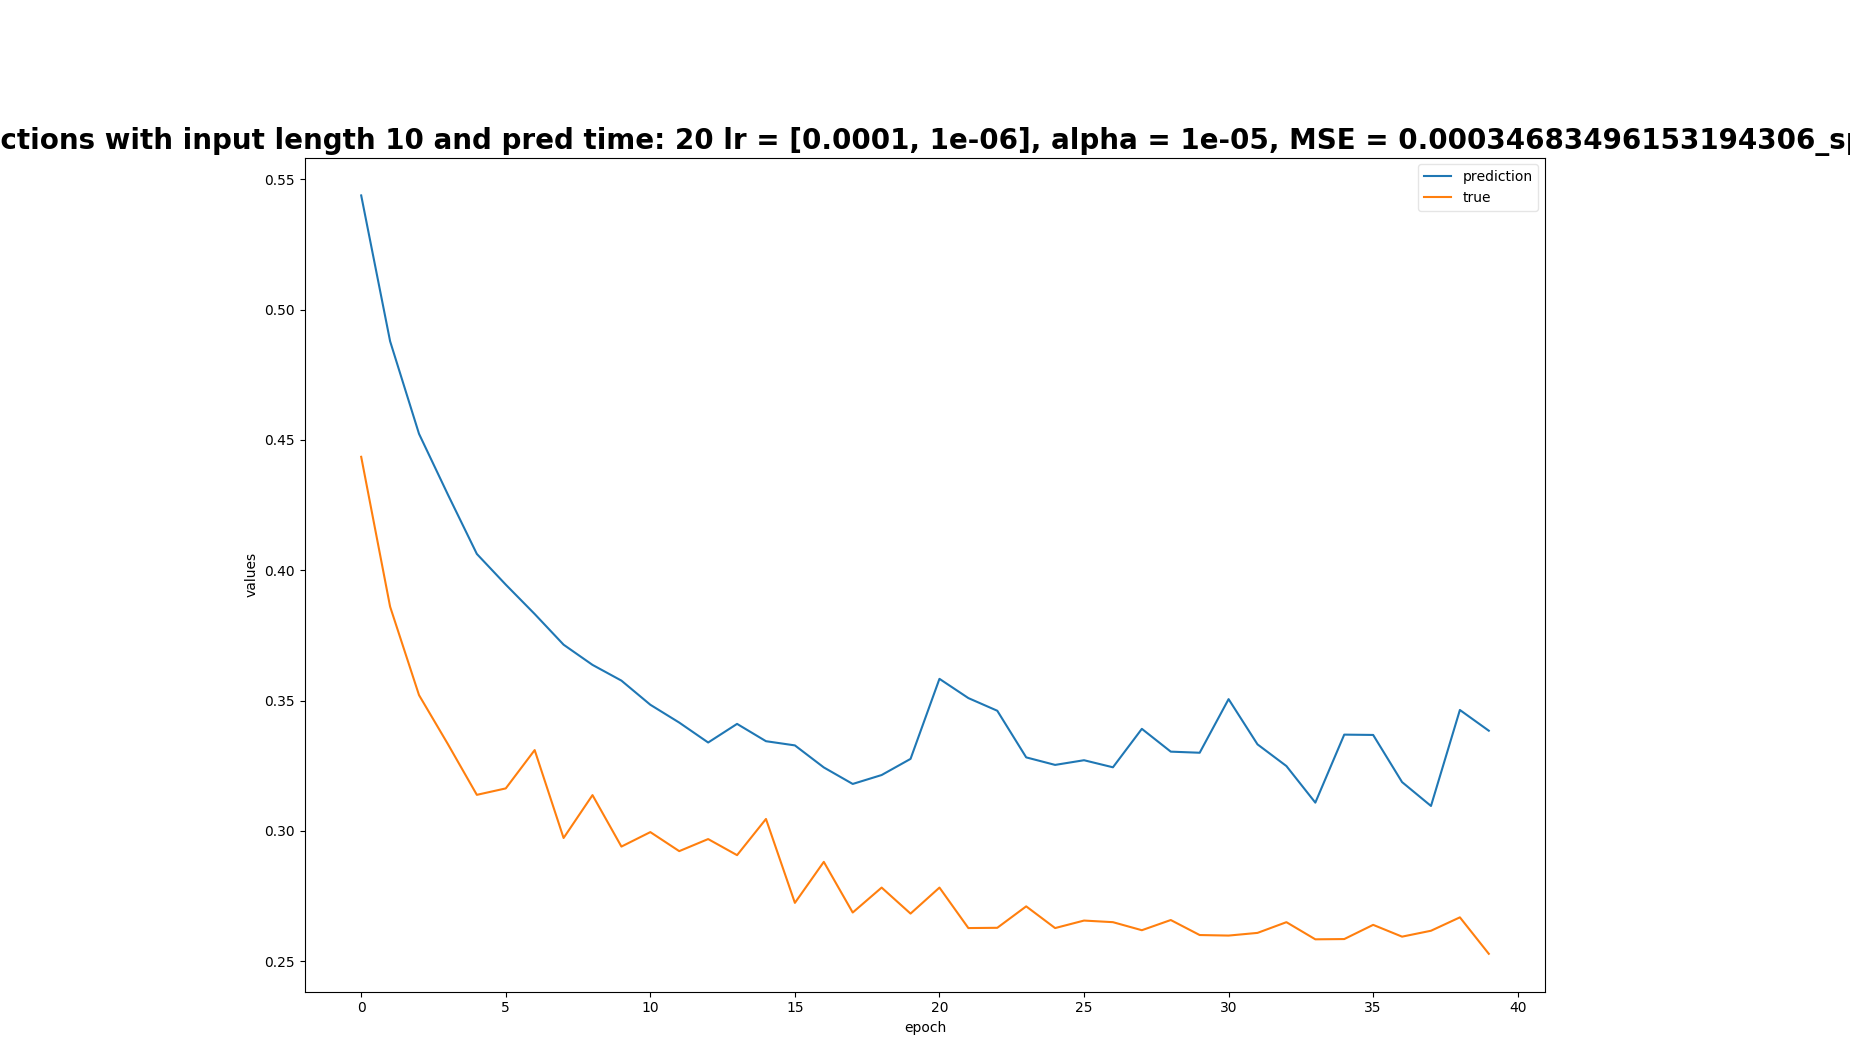 ctions with input length 10 and pred time: 20 lr = [0.0001, 1e-06], alpha = 1e-05, MSE = 0.00034683496153194306_sp
prediction
true
0.55
0.50
0.45
0.40
0.35
0.30
0.25
values
0 5 10 15 20 25 30 35 40
epoch